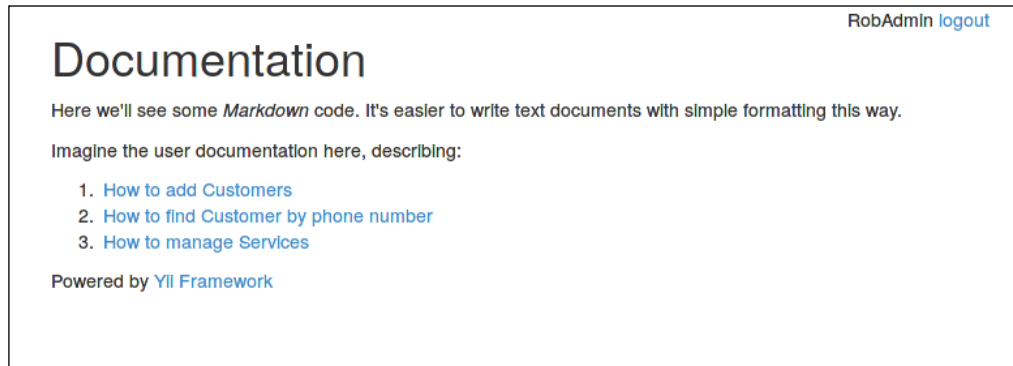 RobAdmin logout
Documentation
Here we'll see some Markdown code. It's easier to write text documents with simple formatting this way.
Imagine the user documentation here, describing:
1. How to add Customers
2. How to find Customer by phone number
3. How to manage Services
Powered by Yii Framework